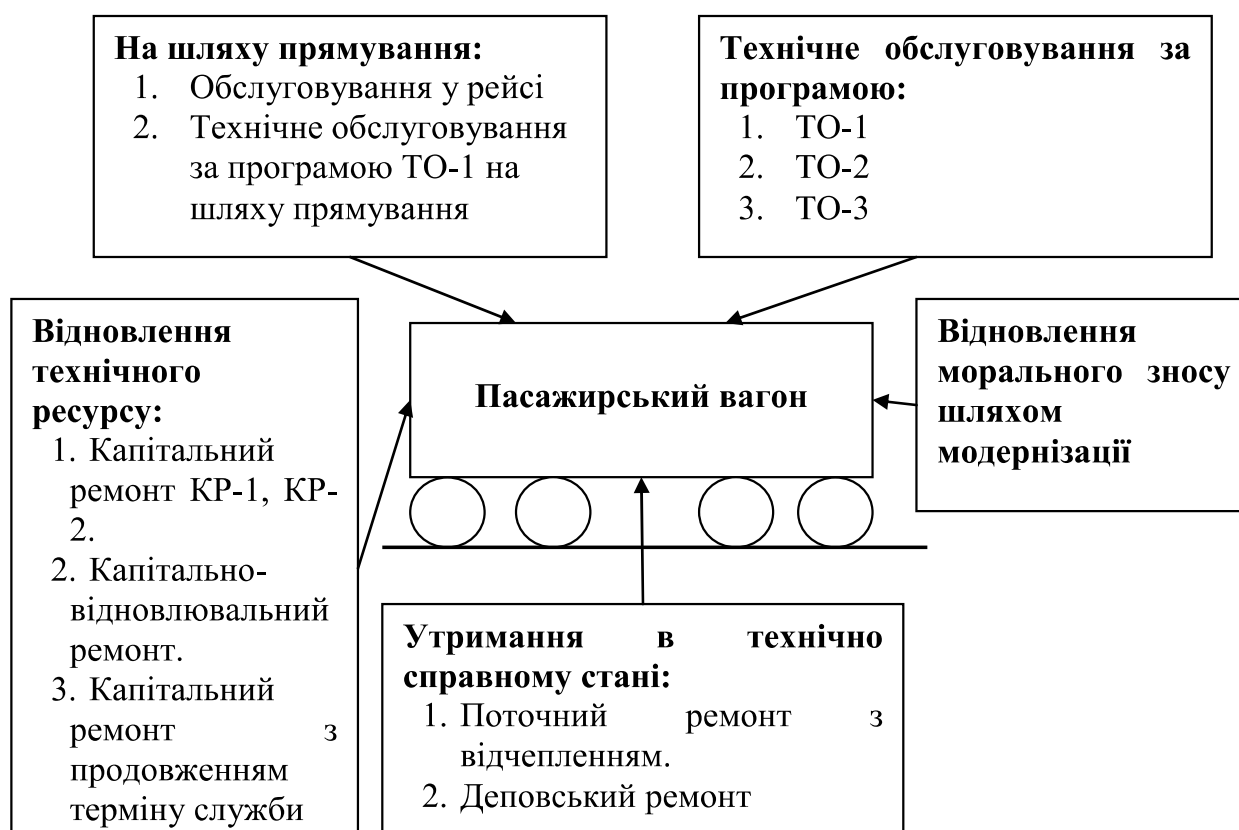 На шляху прямування:
1. Обслуговування у рейсі
2. Технічне обслуговування
за програмою ТО-1 на
шляху прямування
Технічне обслуговування за
програмою:
1. ТО-1
2. ТО-2
3. ТО-3
Відновлення
технічного
ресурсу:
1. Капітальний
ремонт КР-1, КР-
2.
2. Капітально-
відновлювальний
ремонт.
3. Капітальний
ремонт з
продовженням
терміну служби
Пасажирський вагон
Відновлення
морального зносу
шляхом
модернізації
Утримання в технічно
справному стані:
1. Поточний ремонт з
відчепленням.
2. Деповський ремонт